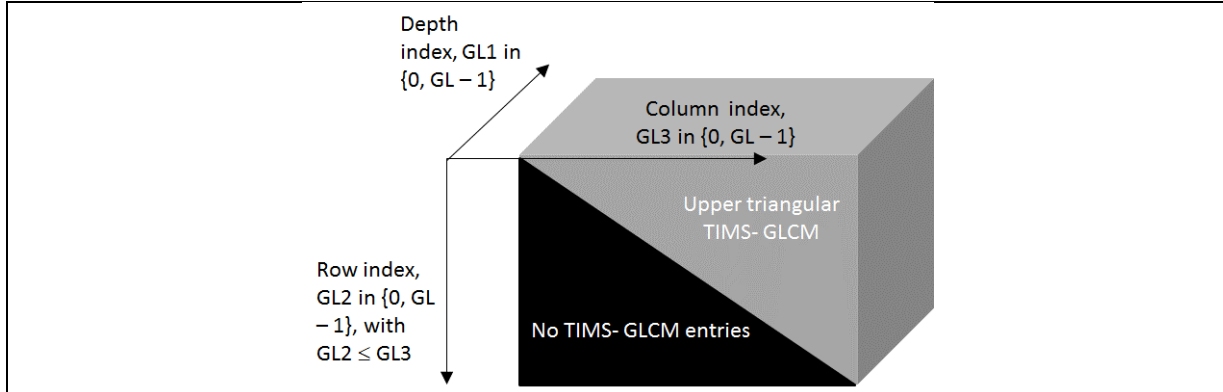 Depth
index, GL1 in
{0, GL – 1}
Column index,
GL3 in {0, GL – 1}
Upper triangular
TIMS- GLCM
Row index,
GL2 in {0, GL
– 1}, with
GL2 ≤ GL3
No TIMS- GLCM entries